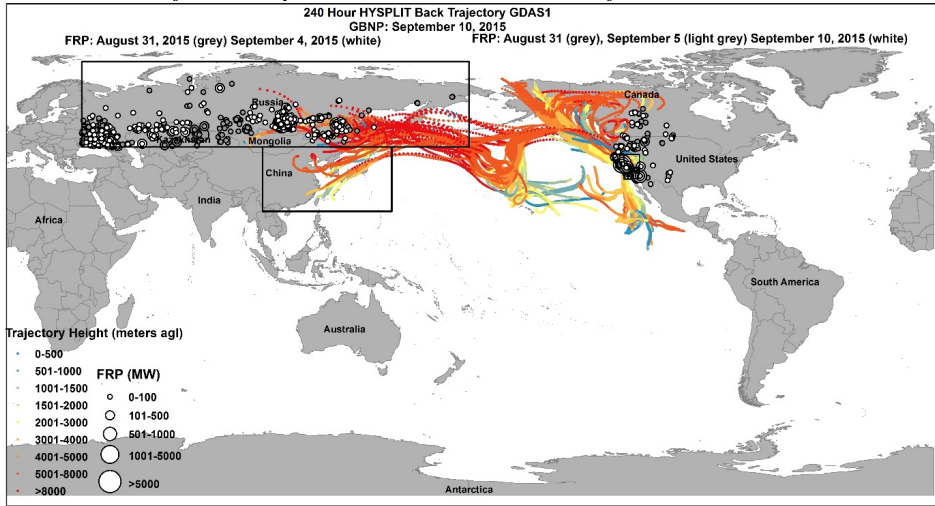 240 Hour HYSPLIT Back Trajectory GDAS1
GBNP: September 10, 2015
FRP: August 31, 2015 (grey) September 4, 2015 (white)
FRP: August 31 (grey), September 5 (light grey) September 10, 2015 (white)
Russia
Canada
Mongolia
United States
China
India
Africa
South America
Australia
Trajectory Height (meters agl)
0-500
501-1000
1001-1500
1501-2000
2001-3000
3001-4000
4001-5000
5001-8000
>8000
FRP (MW)
0-100
101-500
501-1000
1001-5000
>5000
Antarctica